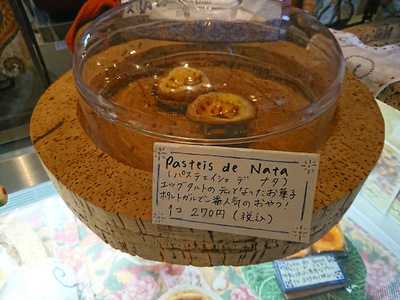 Pasteis de Nata
(パステイシャ デ ナタ)
エッグタルトの元となったお菓子
ポルトガルで一番人気のおやつ!
1コ 270円(税込)